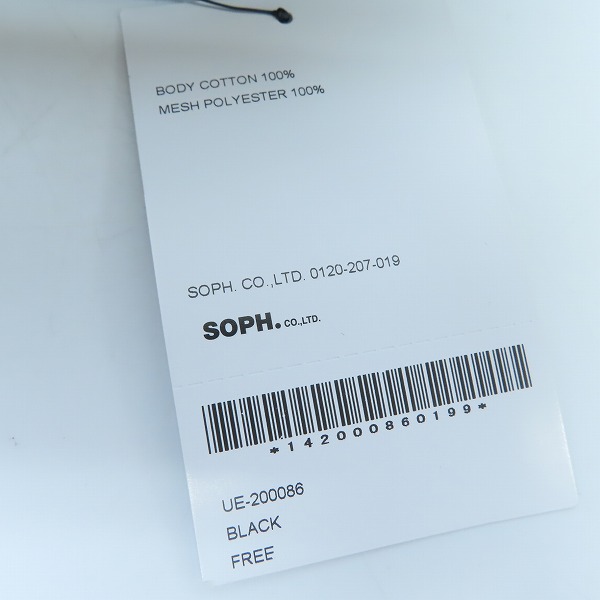 BODY COTTON 100%
MESH POLYESTER 100%
SOPH. CO.,LTD. 0120-207-019
SOPH. CO.,LTD.
*142000860199*
UE-200086
BLACK
FREE